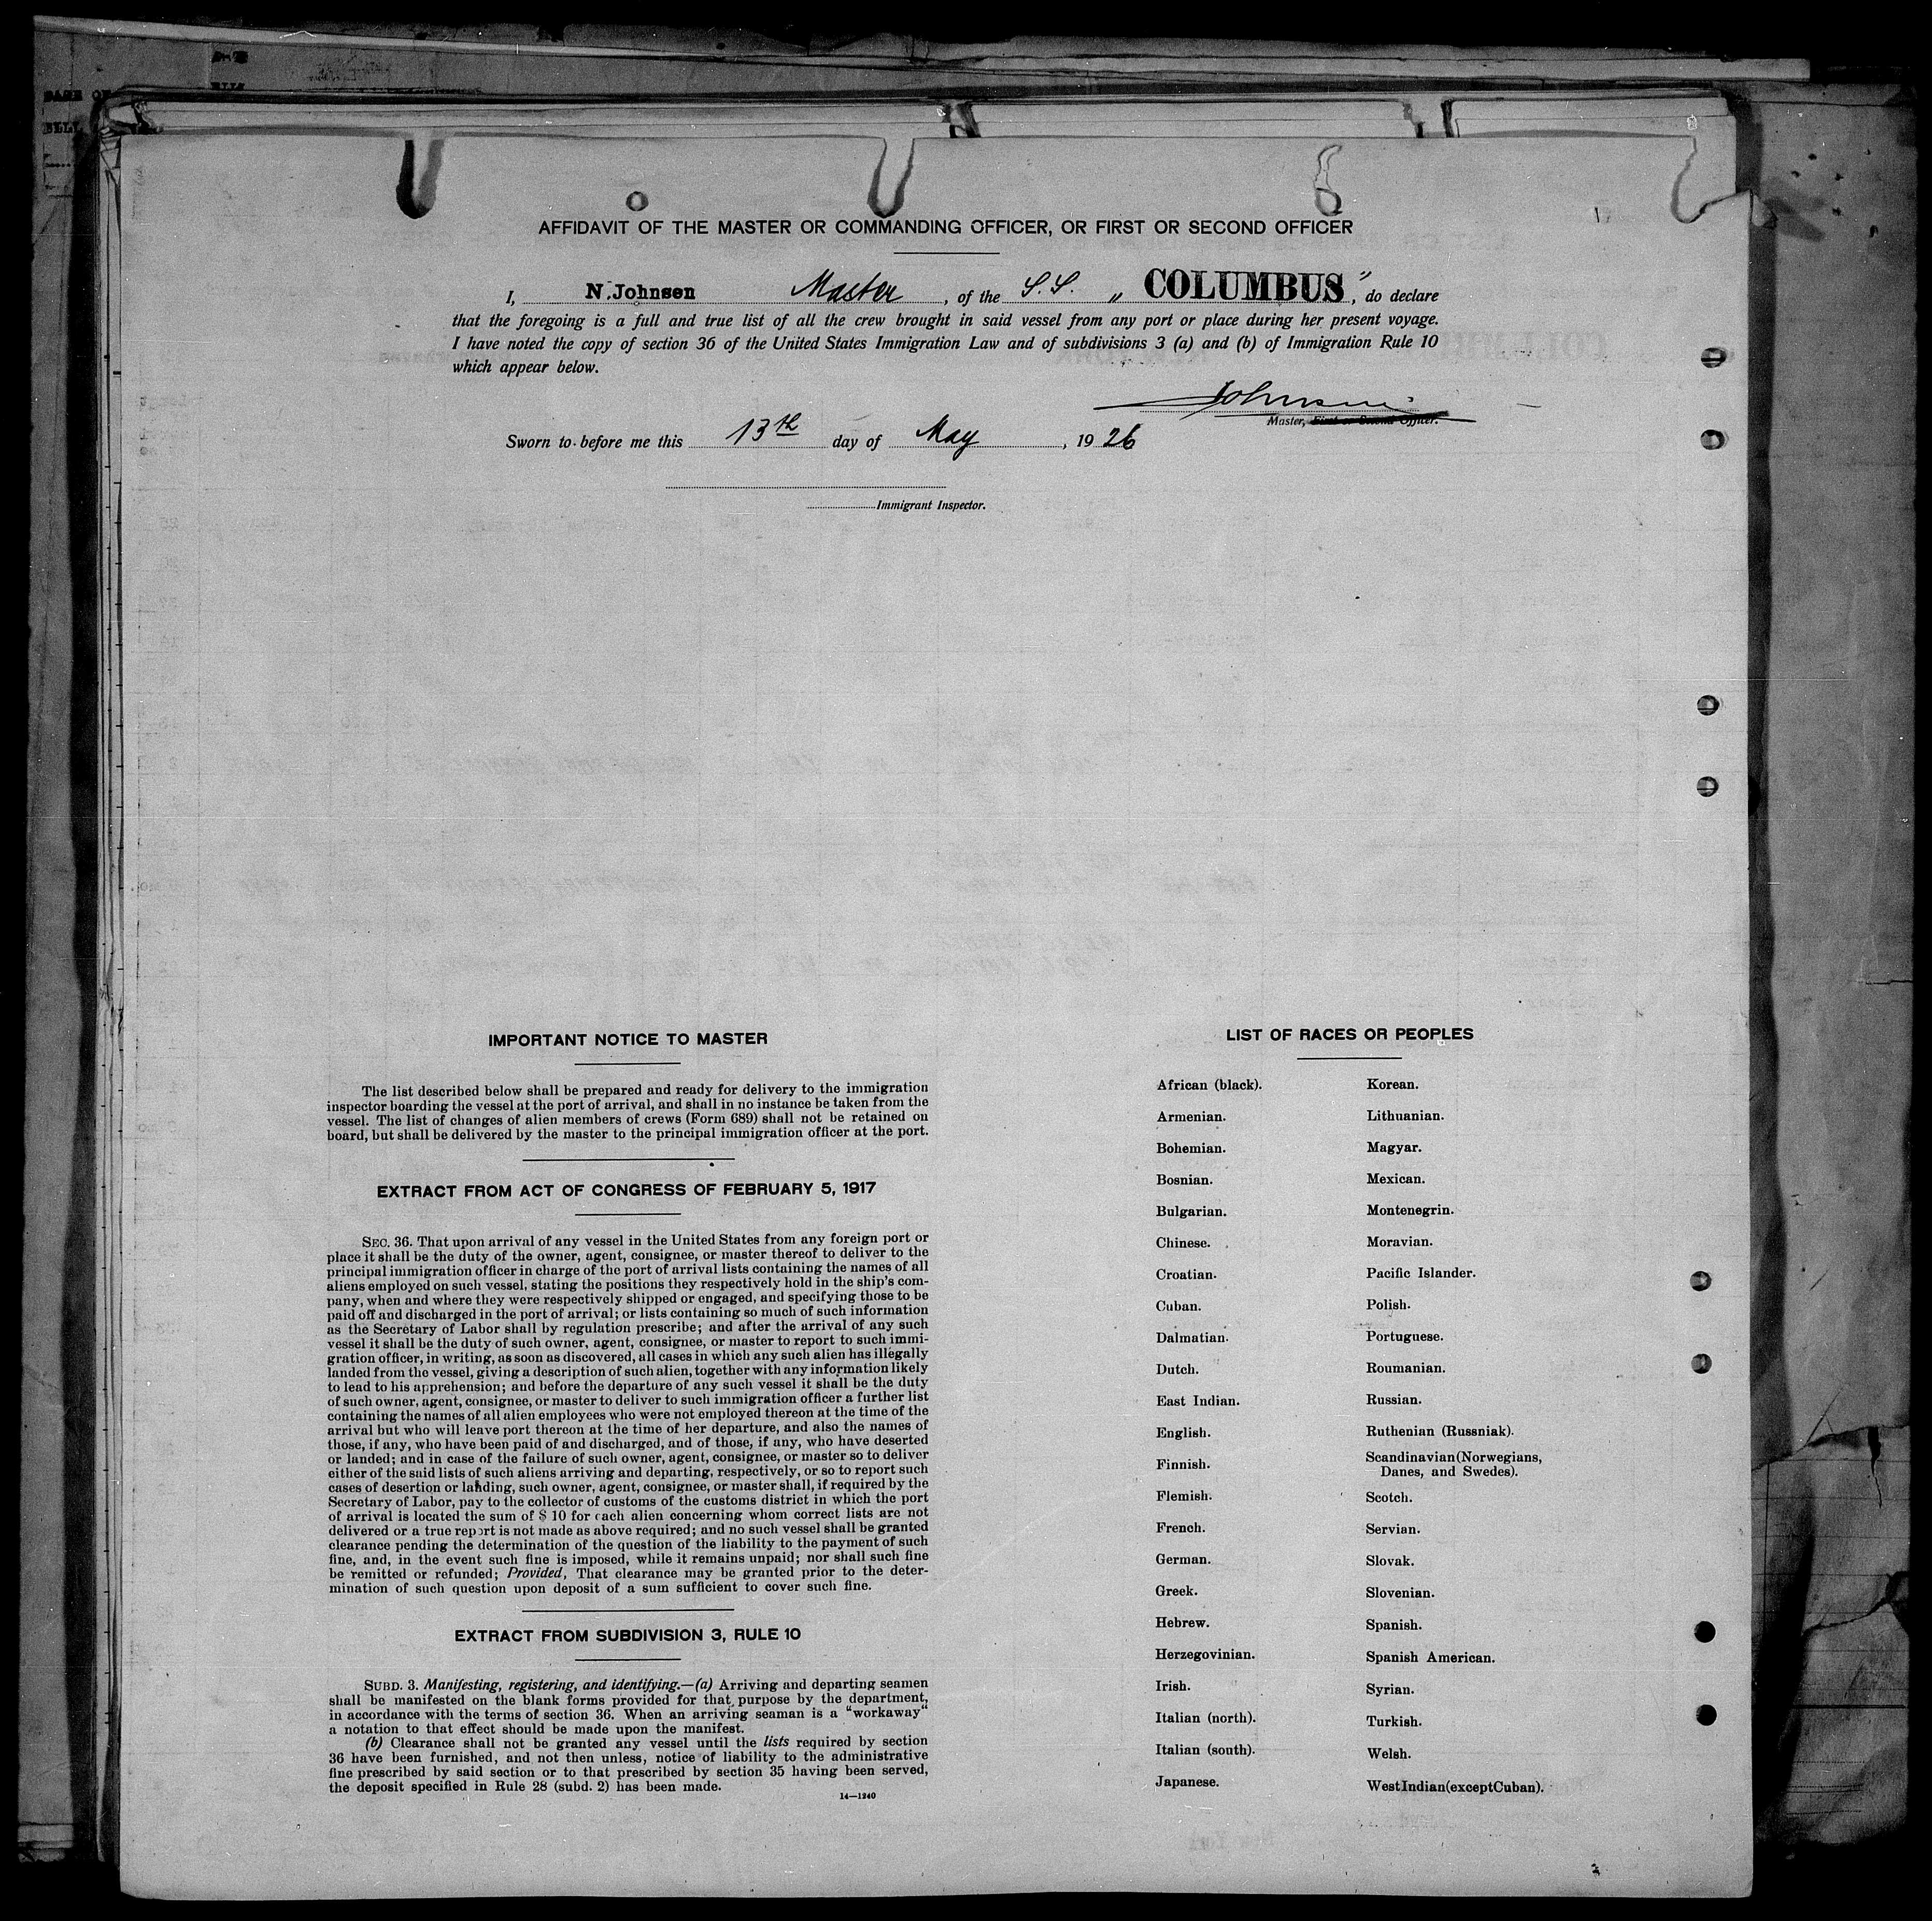 AFFIDAVIT OF THE MASTER OR COMMANDING OFFICER, OR FIRST OR SECOND OFFICER
I, N. Johnsen Master, of the S.S. „ COLUMBUS", do declare
that the foregoing is a full and true list of all the crew brought in said vessel from any port or place during her present voyage.
I have noted the copy of section 36 of the United States Immigration Law and of subdivisions 3 (a) and (b) of Immigration Rule 10
which appear below.
Johnsen
Master, First or Second Officer.
Sworn to before me this 13th day of May, 1926
Immigrant Inspector.
IMPORTANT NOTICE TO MASTER
The list described below shall be prepared and ready for delivery to the immigration
inspector boarding the vessel at the port of arrival, and shall in no instance be taken from the
vessel. The list of changes of alien members of crews (Form 689) shall not be retained on
board, but shall be delivered by the master to the principal immigration officer at the port.
EXTRACT FROM ACT OF CONGRESS OF FEBRUARY 5, 1917
SEC. 36. That upon arrival of any vessel in the United States from any foreign port or
place it shall be the duty of the owner, agent, consignee, or master thereof to deliver to the
principal immigration officer in charge of the port of arrival lists containing the names of all
aliens employed on such vessel, stating the positions they respectively hold in the ship's com-
pany, when and where they were respectively shipped or engaged, and specifying those to be
paid off and discharged in the port of arrival; or lists containing so much of such information
as the Secretary of Labor shall by regulation prescribe; and after the arrival of any such
vessel it shall be the duty of such owner, agent, consignee, or master to report to such immi-
gration officer, in writing, as soon as discovered, all cases in which any such alien has illegally
landed from the vessel, giving a description of such alien, together with any information likely
to lead to his apprehension; and before the departure of any such vessel it shall be the duty
of such owner, agent, consignee, or master to deliver to such immigration officer a further list
containing the names of all alien employees who were not employed thereon at the time of the
arrival but who will leave port thereon at the time of her departure, and also the names of
those, if any, who have been paid of and discharged, and of those, if any, who have deserted
or landed; and in case of the failure of such owner, agent, consignee, or master so to deliver
either of the said lists of such aliens arriving and departing, respectively, or so to report such
cases of desertion or landing, such owner, agent, consignee, or master shall, if required by the
Secretary of Labor, pay to the collector of customs of the customs district in which the port
of arrival is located the sum of $ 10 for each alien concerning whom correct lists are not
delivered or a true report is not made as above required; and no such vessel shall be granted
clearance pending the determination of the question of the liability to the payment of such
fine, and, in the event such fine is imposed, while it remains unpaid; nor shall such fine
be remitted or refunded; Provided, That clearance may be granted prior to the deter-
mination of such question upon deposit of a sum sufficient to cover such fine.
EXTRACT FROM SUBDIVISION 3, RULE 10
SUBD. 3. Manifesting, registering, and identifying.—(a) Arriving and departing seamen
shall be manifested on the blank forms provided for that purpose by the department,
in accordance with the terms of section 36. When an arriving seaman is a "workaway"
a notation to that effect should be made upon the manifest.
(b) Clearance shall not be granted any vessel until the lists required by section
36 have been furnished, and not then unless, notice of liability to the administrative
fine prescribed by said section or to that prescribed by section 35 having been served,
the deposit specified in Rule 28 (subd. 2) has been made.
14—1240
LIST OF RACES OR PEOPLES
African (black).
Armenian.
Bohemian.
Bosnian.
Bulgarian.
Chinese.
Croatian.
Cuban.
Dalmatian.
Dutch.
East Indian.
English.
Finnish.
Flemish.
French.
German.
Greek.
Hebrew.
Herzegovinian.
Irish.
Italian (north).
Italian (south).
Japanese.
Korean.
Lithuanian.
Magyar.
Mexican.
Montenegrin.
Moravian.
Pacific Islander.
Polish.
Portuguese.
Roumanian.
Russian.
Ruthenian (Russniak).
Scandinavian (Norwegians,
Danes, and Swedes).
Scotch.
Servian.
Slovak.
Slovenian.
Spanish.
Spanish American.
Syrian.
Turkish.
Welsh.
West Indian (except Cuban).